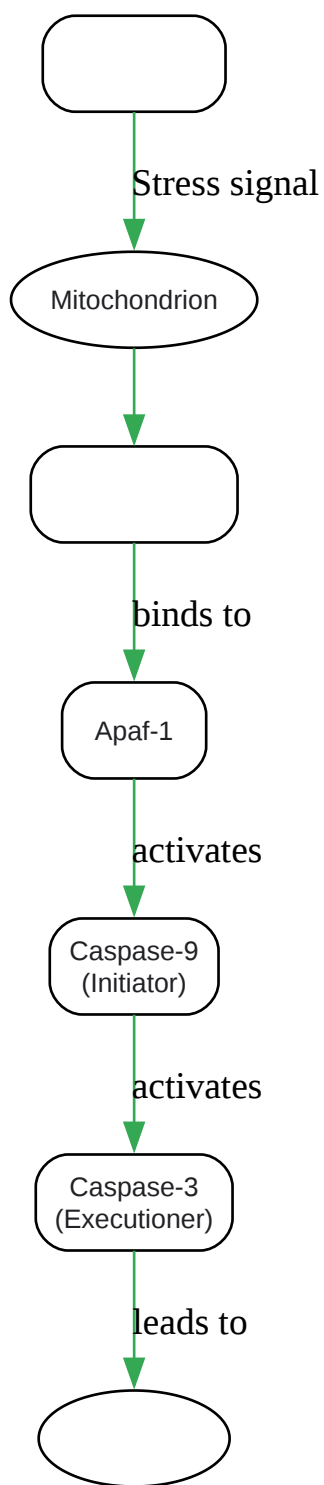 Stress signal
Mitochondrion
binds to
Apaf-1
activates
Caspase-9
(Initiator)
activates
Caspase-3
(Executioner)
leads to